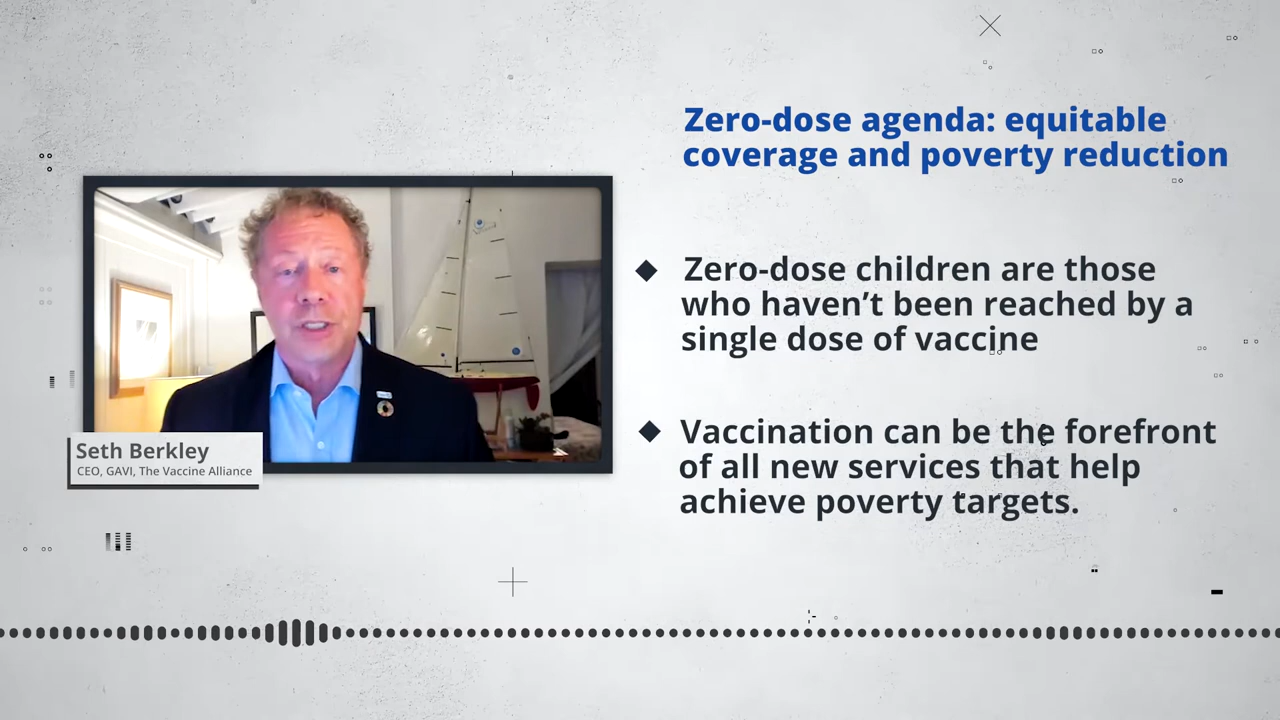 Zero-dose agenda: equitable
coverage and poverty reduction
Zero-dose children are those
who haven't been reached by a
single dose of vaccine
Vaccination can be the forefront
of all new services that help
achieve poverty targets.
Seth Berkley
CEO, GAVI, The Vaccine Alliance